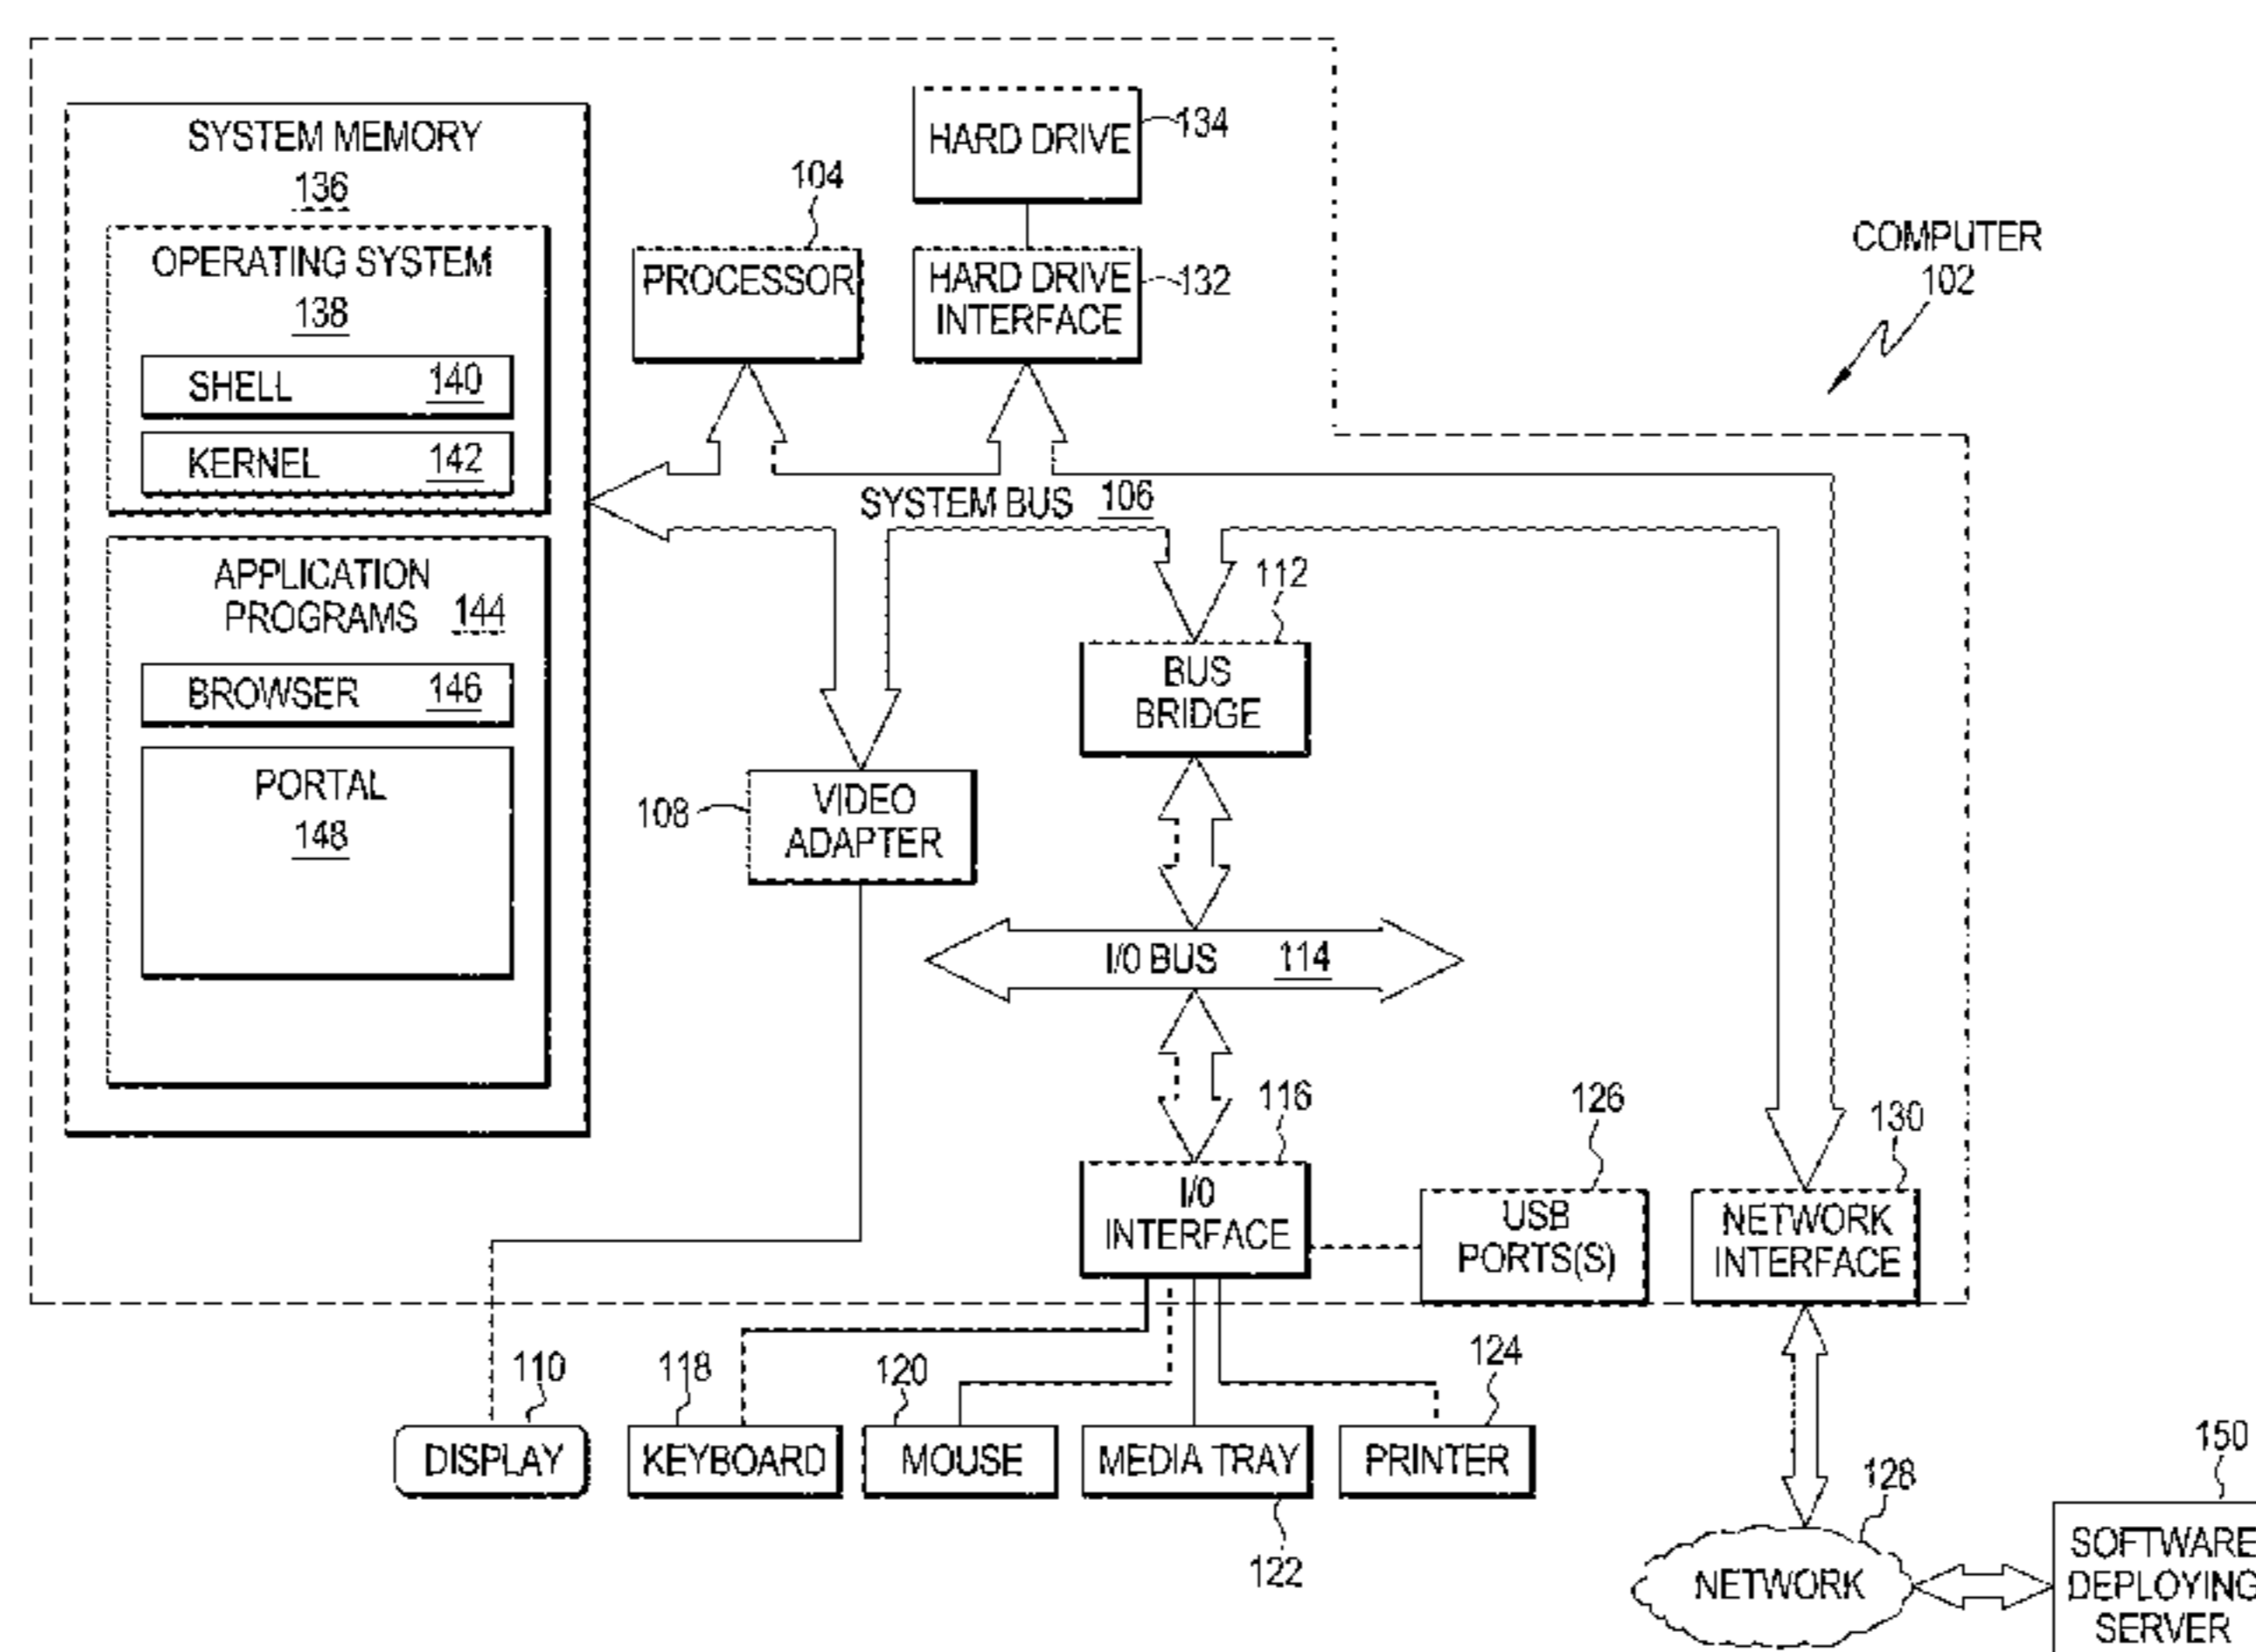 SYSTEM MEMORY
136
OPERATING SYSTEM
138
SHELL 140
KERNEL 142
APPLICATION
PROGRAMS 144
BROWSER 146
PORTAL
148
HARD DRIVE
134
104
PROCESSOR
HARD DRIVE
INTERFACE
132
COMPUTER
102
SYSTEM BUS 106
112
BUS
BRIDGE
108
VIDEO
ADAPTER
I/O BUS 114
116
I/O
INTERFACE
126
USB
PORTS(S)
130
NETWORK
INTERFACE
110
DISPLAY
118
KEYBOARD
120
MOUSE
MEDIA TRAY
122
124
PRINTER
128
NETWORK
150
SOFTWARE
DEPLOYING
SERVER